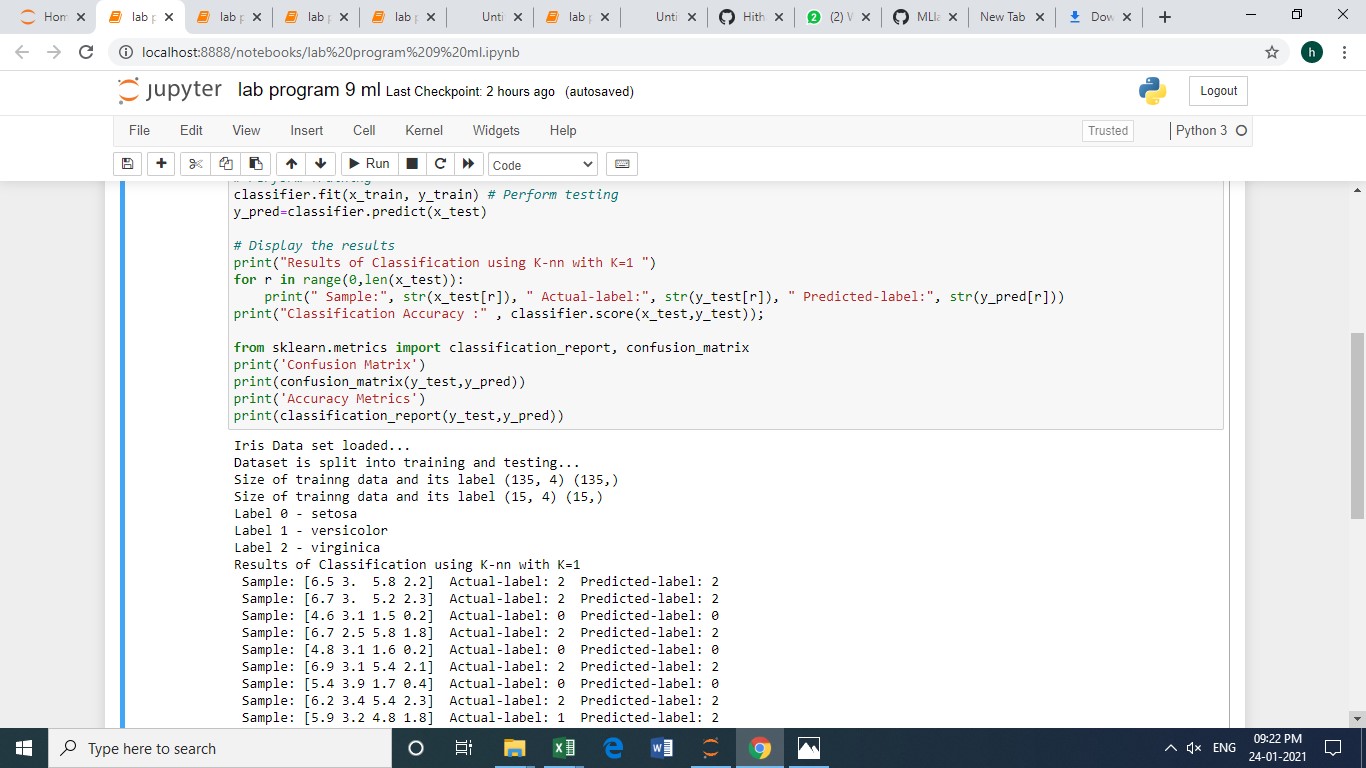 Hom
lab p
lab p
lab p
lab p
Unti
lab p
Unti
Hith
(2) W
MLla
New Tab
Dow
localhost:8888/notebooks/lab%20program%209%20ml.ipynb
h
jupyter lab program 9 ml Last Checkpoint: 2 hours ago (autosaved)
Logout
File Edit View Insert Cell Kernel Widgets Help
Trusted
Python 3
Run
Code
classifier.fit(x_train, y_train) # Perform testing
y_pred=classifier.predict(x_test)
# Display the results
print("Results of Classification using K-nn with K=1 ")
for r in range(0,len(x_test)):
    print(" Sample:", str(x_test[r]), " Actual-label:", str(y_test[r]), " Predicted-label:", str(y_pred[r]))
print("Classification Accuracy :" , classifier.score(x_test,y_test));
from sklearn.metrics import classification_report, confusion_matrix
print('Confusion Matrix')
print(confusion_matrix(y_test,y_pred))
print('Accuracy Metrics')
print(classification_report(y_test,y_pred))
Iris Data set loaded...
Dataset is split into training and testing...
Size of trainng data and its label (135, 4) (135,)
Size of trainng data and its label (15, 4) (15,)
Label 0 - setosa
Label 1 - versicolor
Label 2 - virginica
Results of Classification using K-nn with K=1
 Sample: [6.5 3.  5.8 2.2]  Actual-label: 2  Predicted-label: 2
 Sample: [6.7 3.  5.2 2.3]  Actual-label: 2  Predicted-label: 2
 Sample: [4.6 3.1 1.5 0.2]  Actual-label: 0  Predicted-label: 0
 Sample: [6.7 2.5 5.8 1.8]  Actual-label: 2  Predicted-label: 2
 Sample: [4.8 3.1 1.6 0.2]  Actual-label: 0  Predicted-label: 0
 Sample: [6.9 3.1 5.4 2.1]  Actual-label: 2  Predicted-label: 2
 Sample: [5.4 3.9 1.7 0.4]  Actual-label: 0  Predicted-label: 0
 Sample: [6.2 3.4 5.4 2.3]  Actual-label: 2  Predicted-label: 2
 Sample: [5.9 3.2 4.8 1.8]  Actual-label: 1  Predicted-label: 2
Type here to search
ENG
09:22 PM
24-01-2021